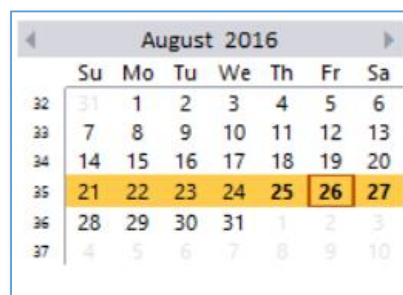 August 2016
Su Mo Tu We Th Fr Sa
32 31 1 2 3 4 5 6
33 7 8 9 10 11 12 13
34 14 15 16 17 18 19 20
35 21 22 23 24 25 26 27
36 28 29 30 31 1 2 3
37 4 5 6 7 8 9 10